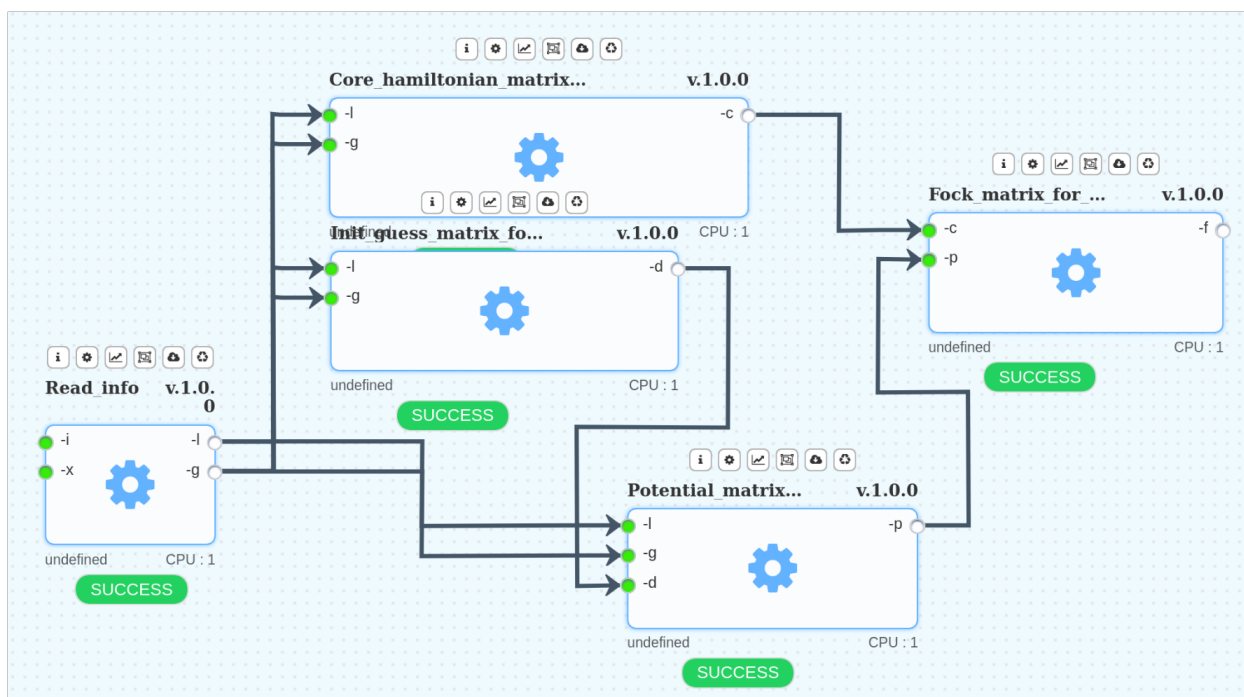 Core_hamiltonian_matrix... v.1.0.0
-l -c
-g
undefined CPU : 1
Init_guess_matrix_fo... v.1.0.0
-l -d
-g
undefined CPU : 1
SUCCESS
Fock_matrix_for_... v.1.0.0
-c -f
-p
undefined CPU : 1
SUCCESS
Read_info v.1.0.
0
-i -l
-x -g
undefined CPU : 1
SUCCESS
Potential_matrix... v.1.0.0
-l -p
-g
-d
undefined CPU : 1
SUCCESS